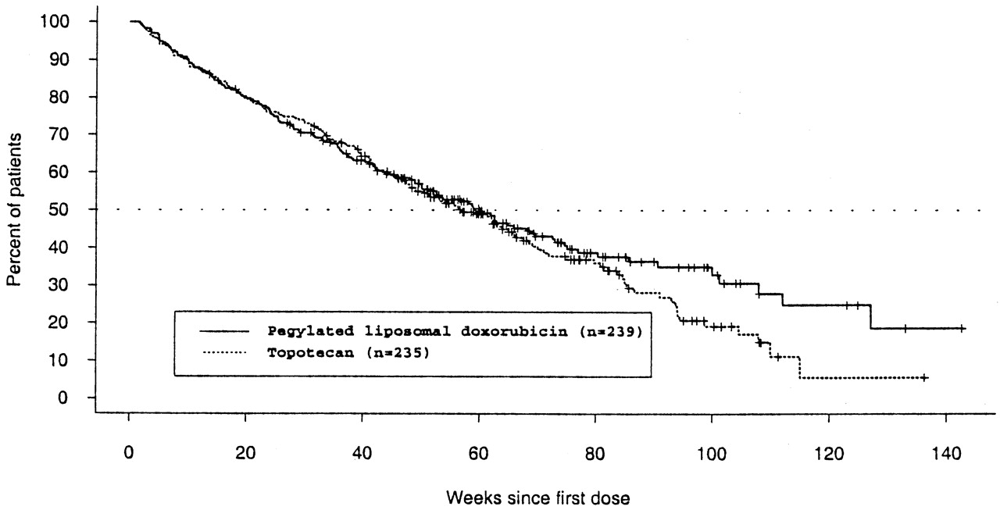 Percent of patients
100
90
80
70
60
50
40
30
20
10
0
Pegylated liposomal doxorubicin (n=239)
Topotecan (n=235)
0 20 40 60 80 100 120 140
Weeks since first dose